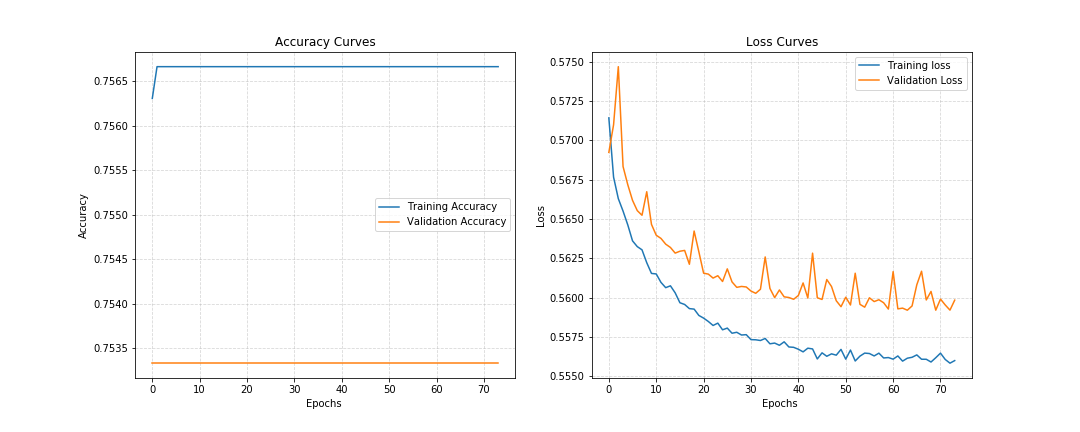 Accuracy Curves
Accuracy
0.7565
0.7560
0.7555
0.7550
0.7545
0.7540
0.7535
0 10 20 30 40 50 60 70
Epochs
Training Accuracy
Validation Accuracy
Loss Curves
Loss
0.5750
0.5725
0.5700
0.5675
0.5650
0.5625
0.5600
0.5575
0.5550
0 10 20 30 40 50 60 70
Epochs
Training loss
Validation Loss